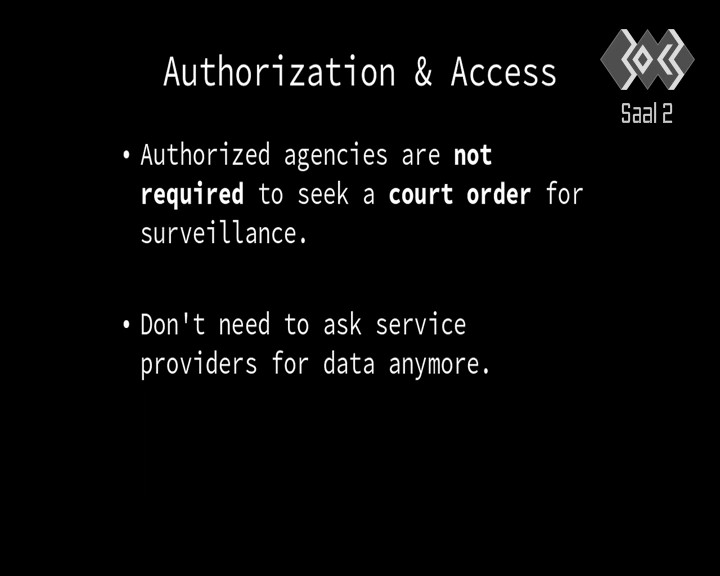 Authorization & Access
Saal 2
• Authorized agencies are not
required to seek a court order for
surveillance.
• Don't need to ask service
providers for data anymore.